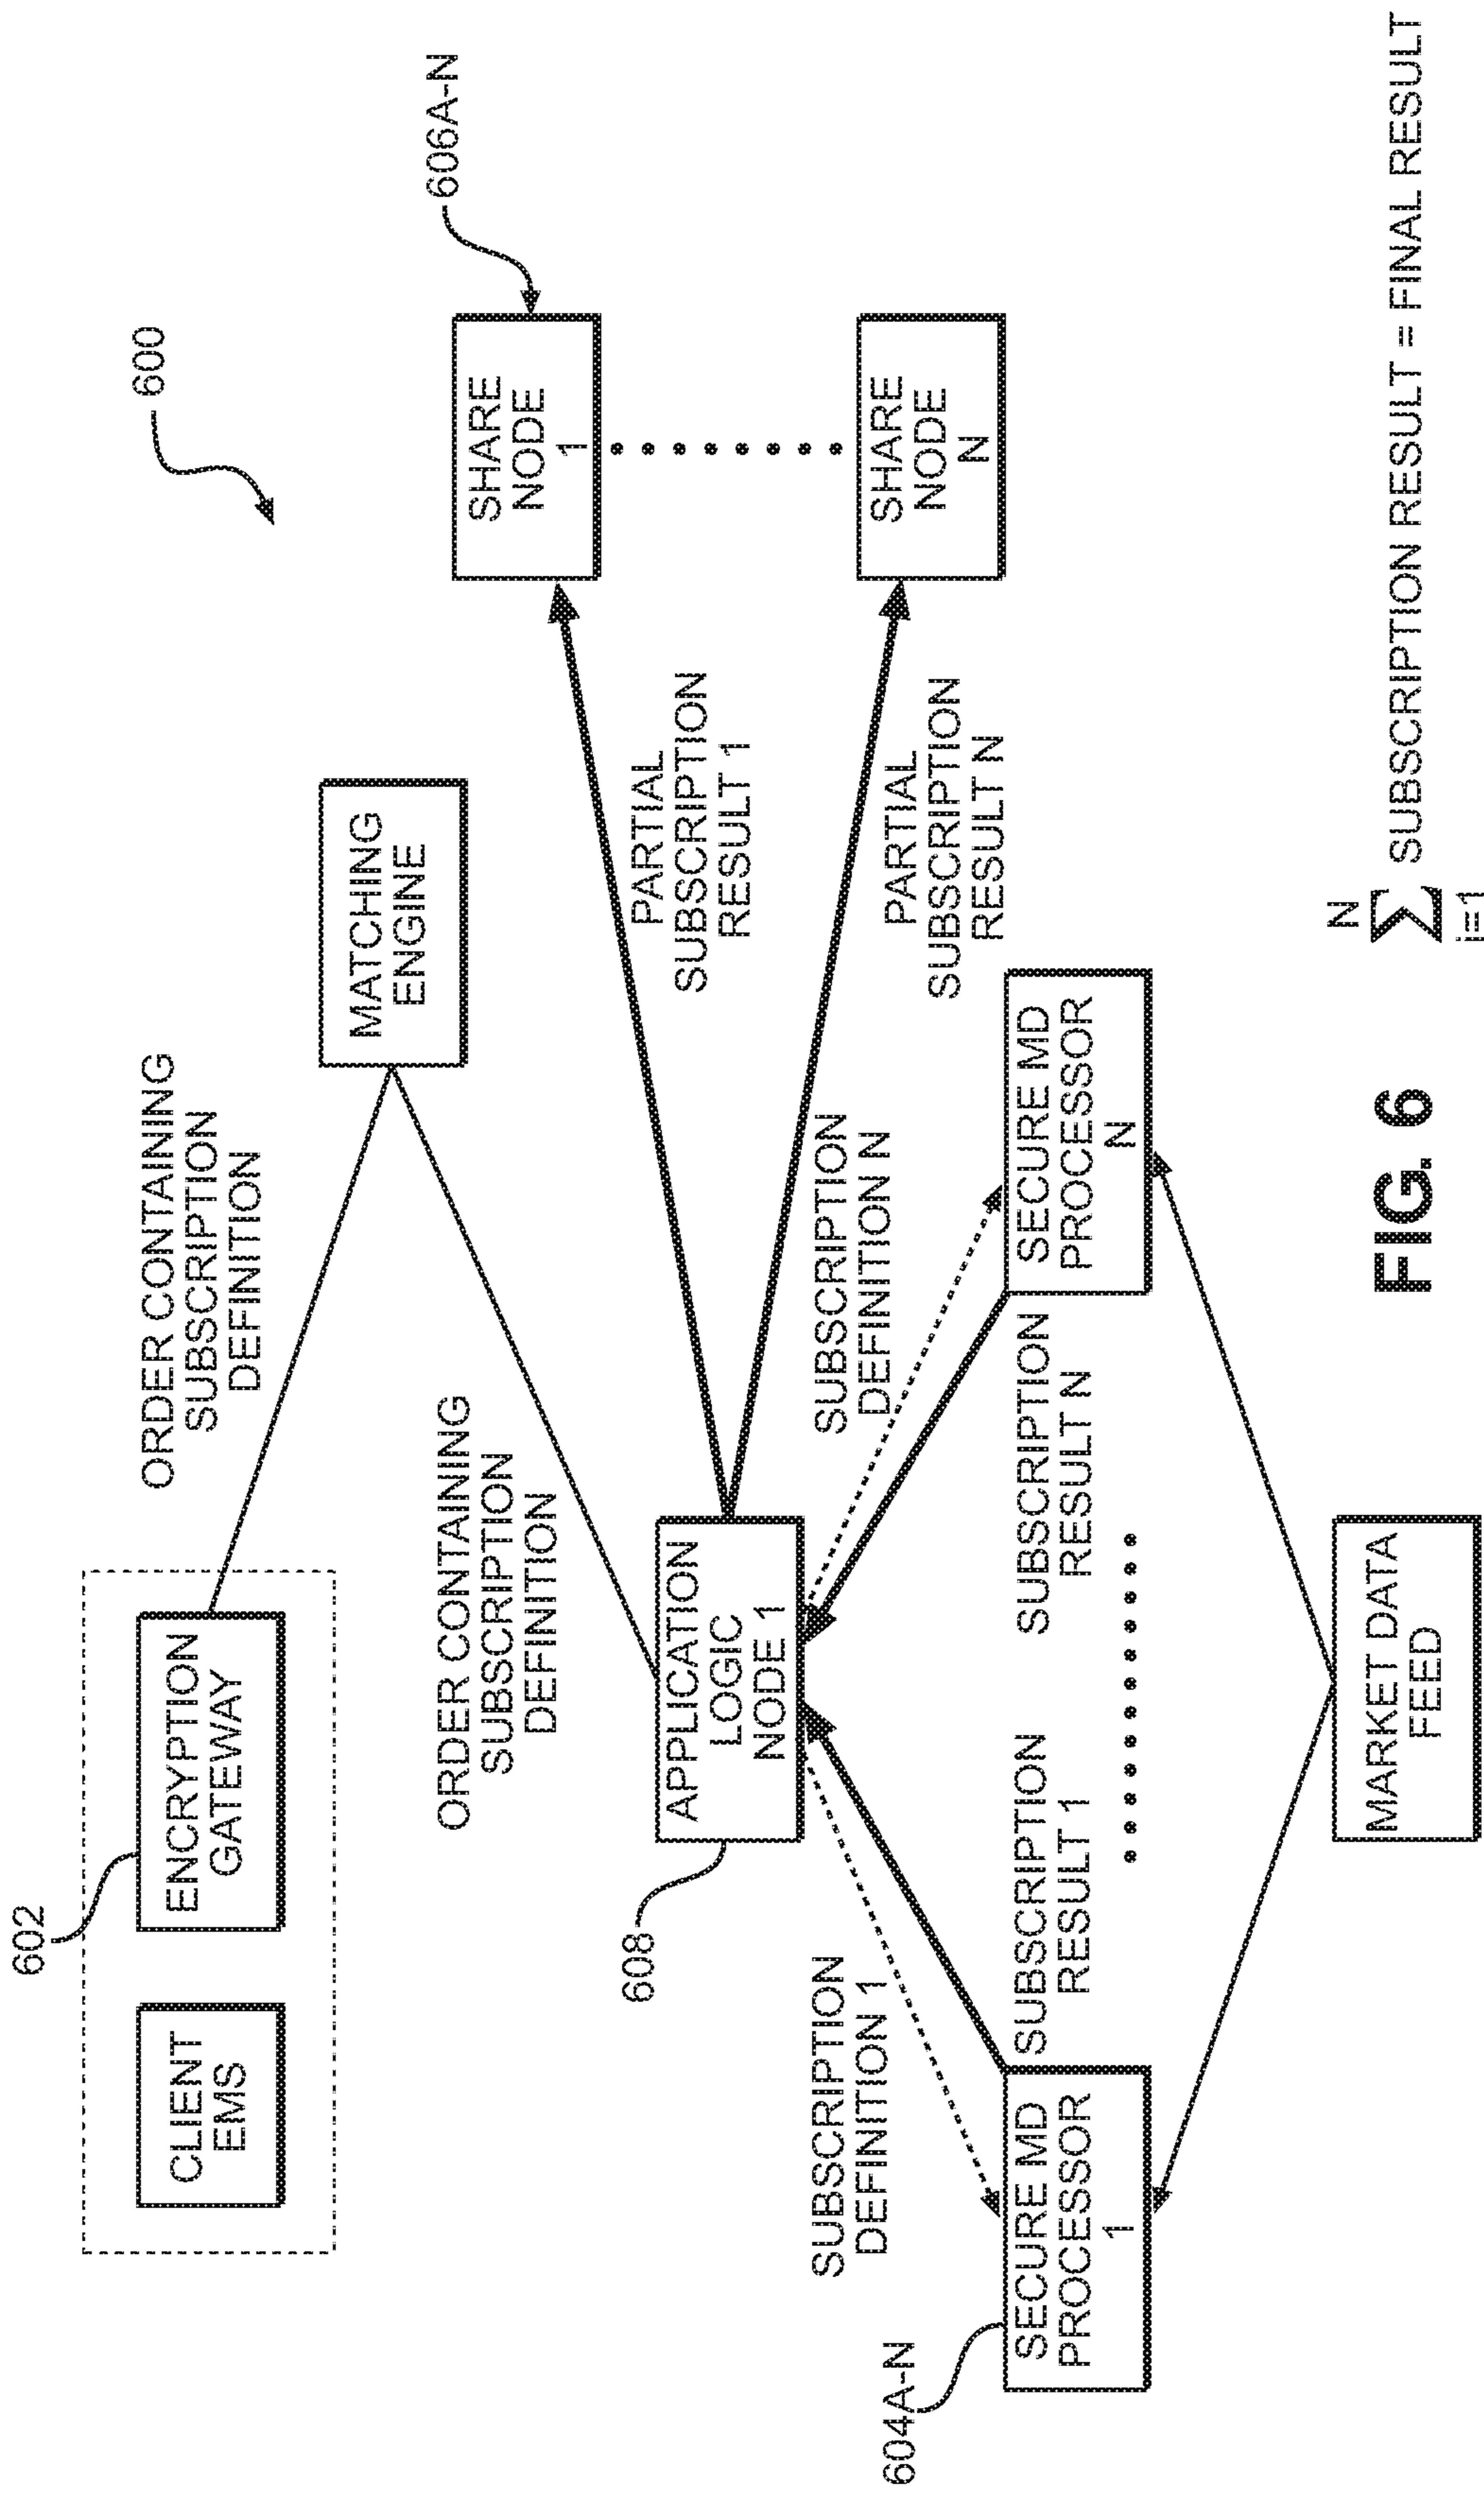 600
602
CLIENT
EMS
ENCRYPTION
GATEWAY
ORDER CONTAINING
SUBSCRIPTION
DEFINITION
MATCHING
ENGINE
606A-N
SHARE
NODE
1
ORDER CONTAINING
SUBSCRIPTION
DEFINITION
608
APPLICATION
LOGIC
NODE 1
PARTIAL
SUBSCRIPTION
RESULT 1
SUBSCRIPTION
DEFINITION 1
SUBSCRIPTION
DEFINITION N
PARTIAL
SUBSCRIPTION
RESULT N
SHARE
NODE
N
604A-N
SECURE MD
PROCESSOR
1
SUBSCRIPTION
RESULT 1
SUBSCRIPTION
RESULT N
SECURE MD
PROCESSOR
N
MARKET DATA
FEED
FIG. 6
N
∑ SUBSCRIPTION RESULT = FINAL RESULT
i=1